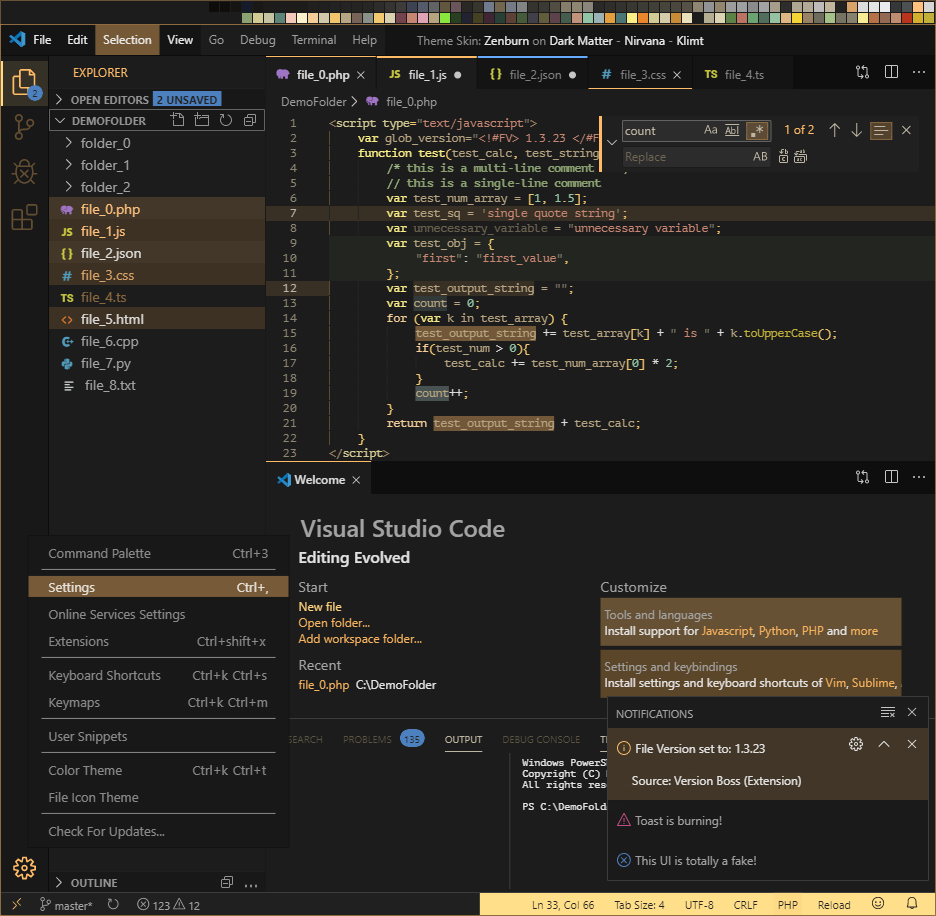 File Edit Selection View Go Debug Terminal Help Theme Skin: Zenburn on Dark Matter - Nirvana - Klimt
EXPLORER
2
OPEN EDITORS 2 UNSAVED
DEMOFOLDER
folder_0
folder_1
folder_2
file_0.php
JS file_1.js
{} file_2.json
# file_3.css
TS file_4.ts
<> file_5.html
file_6.cpp
file_7.py
file_8.txt
file_0.php JS file_1.js {} file_2.json # file_3.css TS file_4.ts
DemoFolder > file_0.php
1 <script type="text/javascript">
2 var glob_version="<!#FV> 1.3.23 </#F
3 function test(test_calc, test_string
4 /* this is a multi-line comment
5 // this is a single-line comment
6 var test_num_array = [1, 1.5];
7 var test_sq = 'single quote string';
8 var unnecessary_variable = "unnecessary variable";
9 var test_obj = {
10 "first": "first_value",
11 };
12 var test_output_string = "";
13 var count = 0;
14 for (var k in test_array) {
15 test_output_string += test_array[k] + " is " + k.toUpperCase();
16 if(test_num > 0){
17 test_calc += test_num_array[0] * 2;
18 }
19 count++;
20 }
21 return test_output_string + test_calc;
22 }
23 </script>
count Aa Abl .* 1 of 2
Replace AB
Welcome
Visual Studio Code
Editing Evolved
Start
New file
Open folder...
Add workspace folder...
Recent
file_0.php C:\DemoFolder
Customize
Tools and languages
Install support for Javascript, Python, PHP and more
Settings and keybindings
Install settings and keyboard shortcuts of Vim, Sublime,
Command Palette Ctrl+3
Settings Ctrl+,
Online Services Settings
Extensions Ctrl+shift+x
Keyboard Shortcuts Ctrl+k Ctrl+s
Keymaps Ctrl+k Ctrl+m
User Snippets
Color Theme Ctrl+k Ctrl+t
File Icon Theme
Check For Updates...
SEARCH PROBLEMS 135 OUTPUT DEBUG CONSOLE
Windows PowerS
Copyright (C)
All rights rese
PS C:\DemoFold
NOTIFICATIONS
File Version set to: 1.3.23
Source: Version Boss (Extension)
Toast is burning!
This UI is totally a fake!
OUTLINE
master* 123 12 Ln 33, Col 66 Tab Size: 4 UTF-8 CRLF PHP Reload